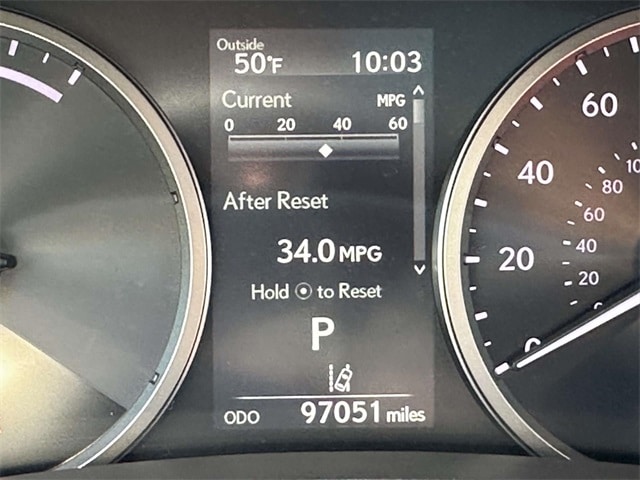 Outside
50°F 10:03
Current MPG
0 20 40 60
After Reset
34.0 MPG
Hold to Reset
P
ODO 97051 miles
60
40
20
0
80
60
40
20